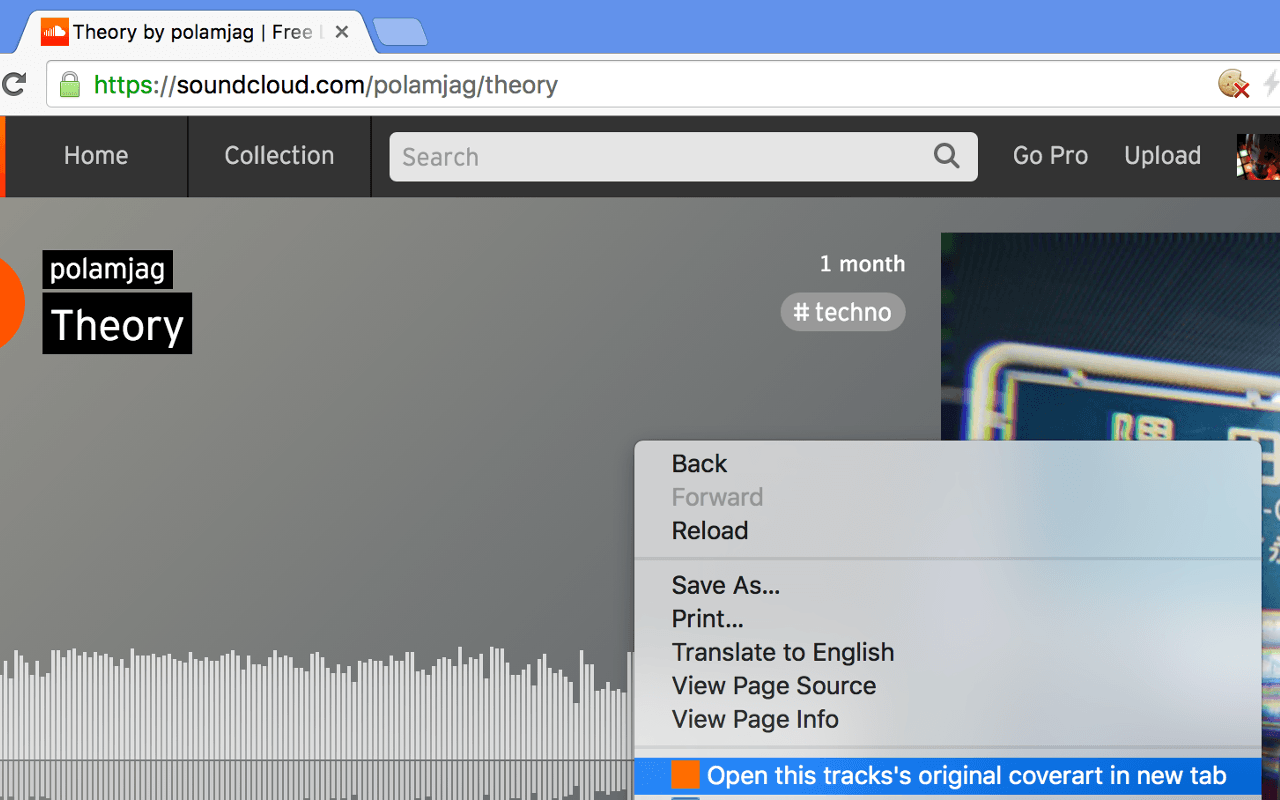 Theory by polamjag | Free
https://soundcloud.com/polamjag/theory
Home
Collection
Search
Go Pro
Upload
polamjag
Theory
1 month
# techno
Back
Forward
Reload
Save As...
Print...
Translate to English
View Page Source
View Page Info
Open this tracks's original coverart in new tab